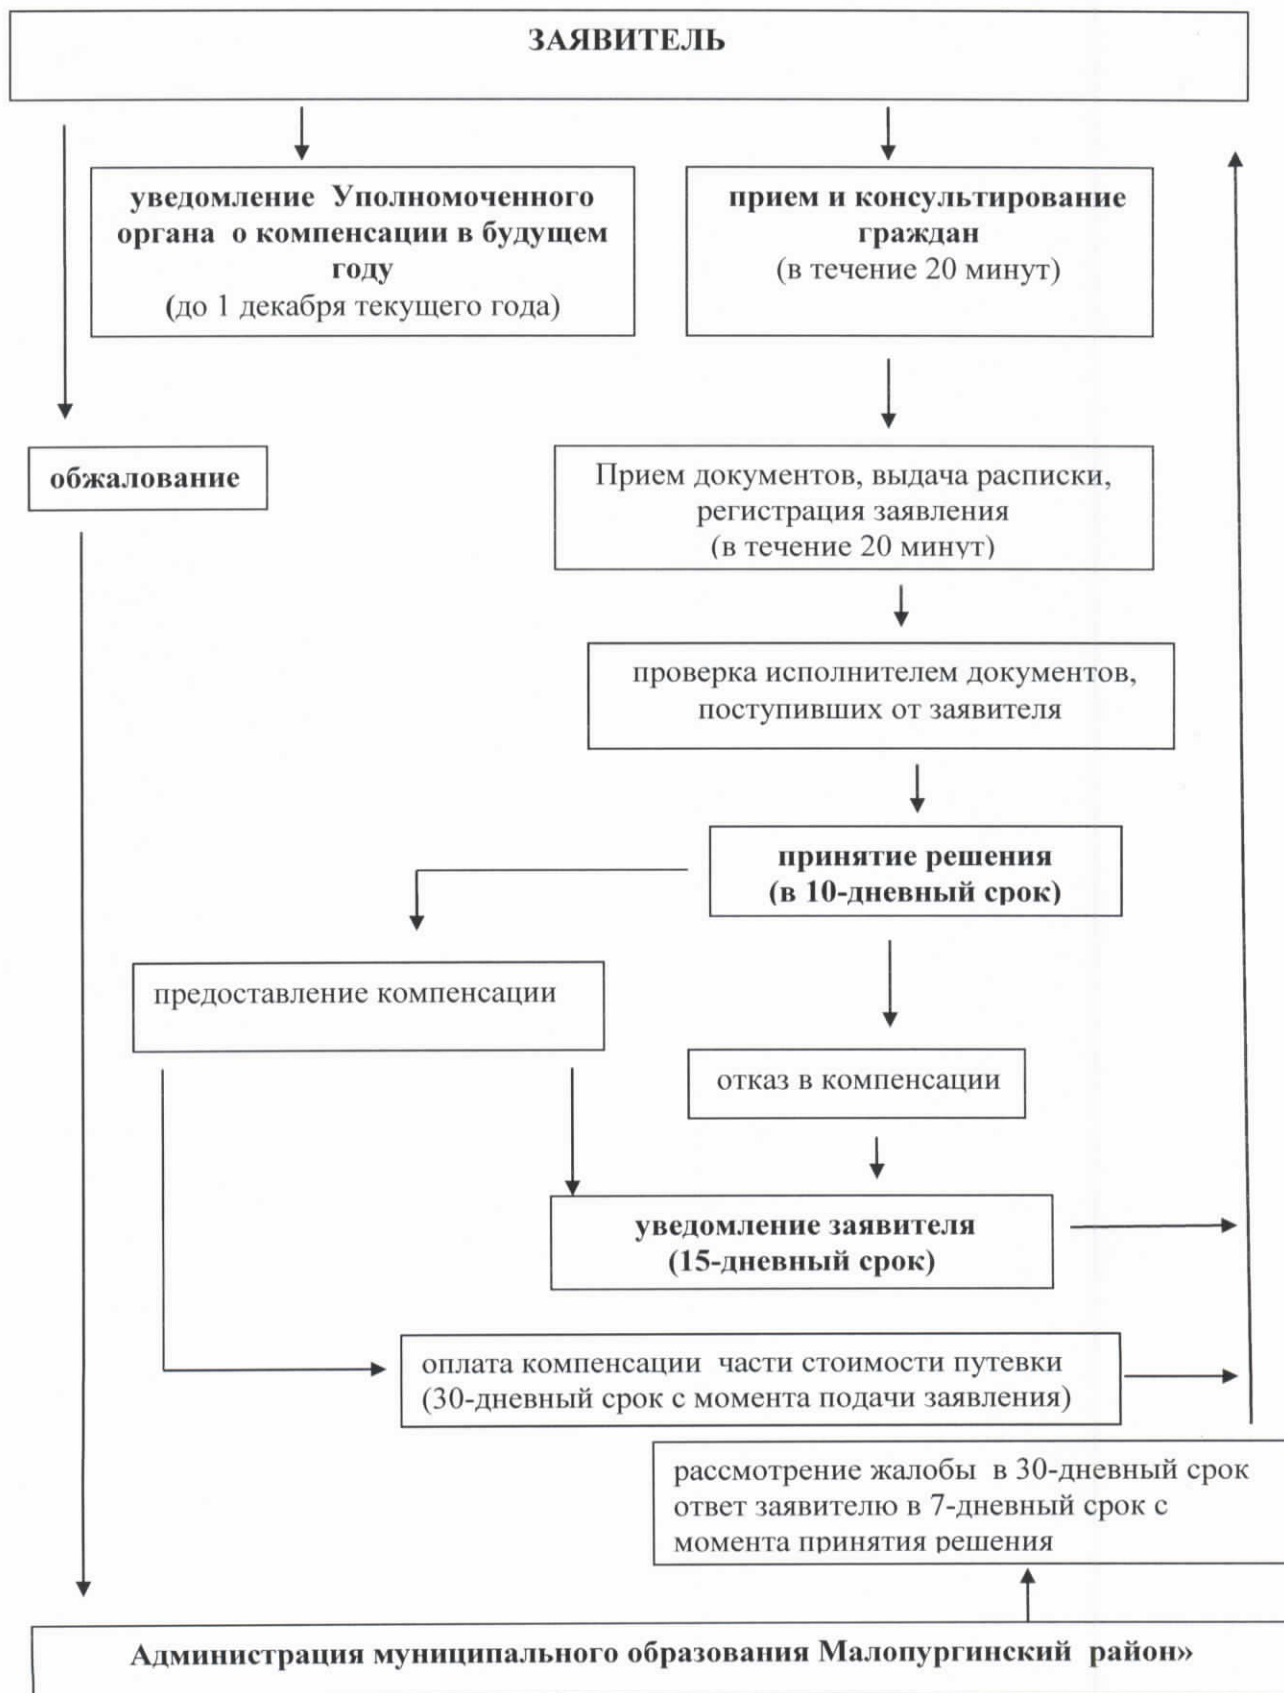 ЗАЯВИТЕЛЬ
уведомление Уполномоченного
органа о компенсации в будущем
году
(до 1 декабря текущего года)
прием и консультирование
граждан
(в течение 20 минут)
обжалование
Прием документов, выдача расписки,
регистрация заявления
(в течение 20 минут)
проверка исполнителем документов,
поступивших от заявителя
принятие решения
(в 10-дневный срок)
предоставление компенсации
отказ в компенсации
уведомление заявителя
(15-дневный срок)
оплата компенсации части стоимости путевки
(30-дневный срок с момента подачи заявления)
рассмотрение жалобы в 30-дневный срок
ответ заявителю в 7-дневный срок с
момента принятия решения
Администрация муниципального образования Малопургинский район»